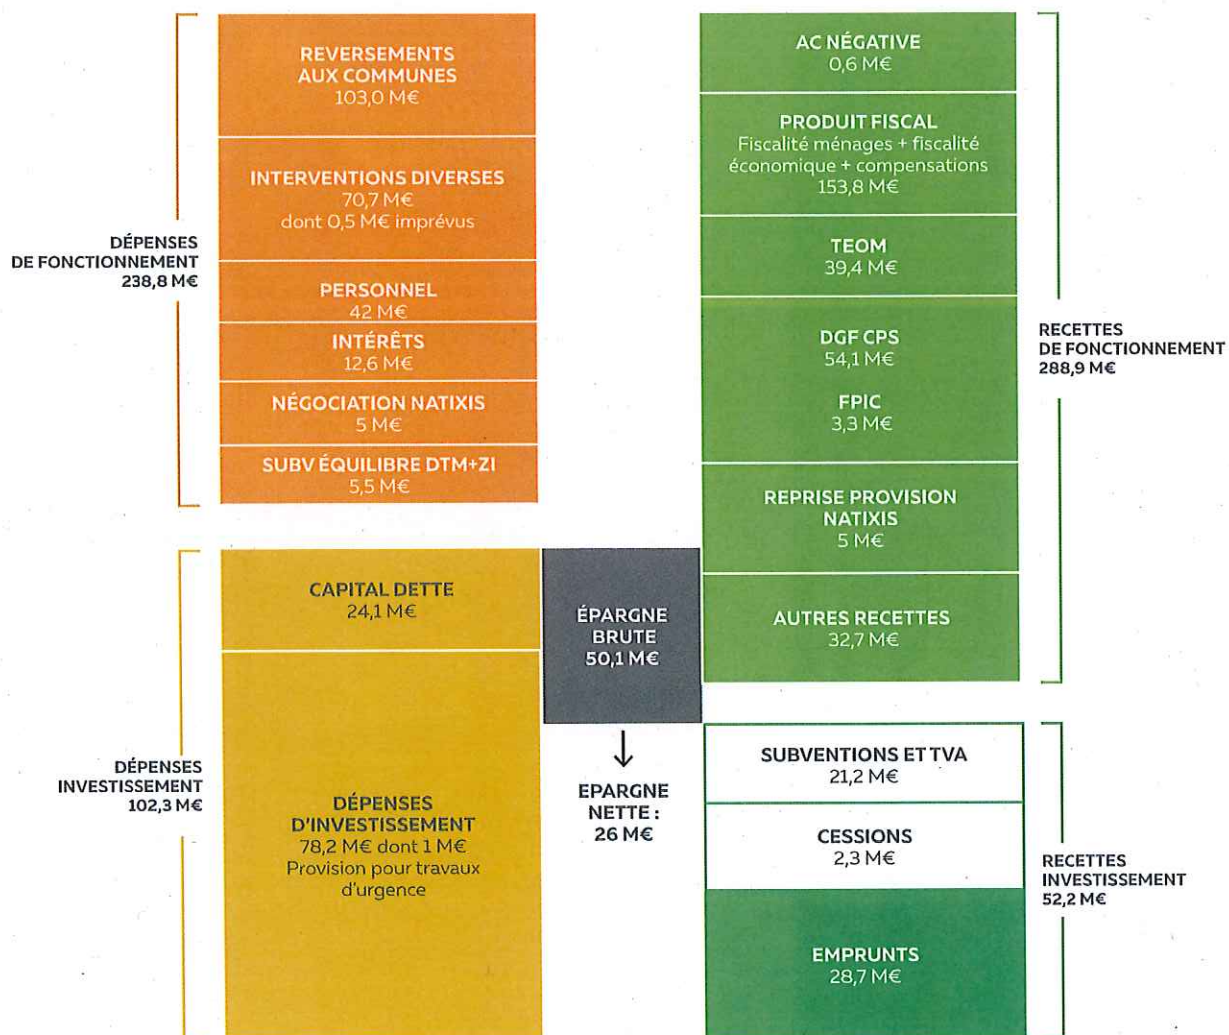 REVERSEMENTS
AUX COMMUNES
103,0 M€
INTERVENTIONS DIVERSES
70,7 M€
dont 0,5 M€ imprévus
PERSONNEL
42 M€
INTÉRÊTS
12,6 M€
NÉGOCIATION NATIXIS
5 M€
SUBV ÉQUILIBRE DTM+ZI
5,5 M€
DÉPENSES
DE FONCTIONNEMENT
238,8 M€
AC NÉGATIVE
0,6 M€
PRODUIT FISCAL
Fiscalité ménages + fiscalité
économique + compensations
153,8 M€
TEOM
39,4 M€
DGF CPS
54,1 M€
FPIC
3,3 M€
REPRISE PROVISION
NATIXIS
5 M€
AUTRES RECETTES
32,7 M€
RECETTES
DE FONCTIONNEMENT
288,9 M€
CAPITAL DETTE
24,1 M€
DÉPENSES
D'INVESTISSEMENT
78,2 M€ dont 1 M€
Provision pour travaux
d'urgence
DÉPENSES
INVESTISSEMENT
102,3 M€
ÉPARGNE
BRUTE
50,1 M€
EPARGNE
NETTE :
26 M€
SUBVENTIONS ET TVA
21,2 M€
CESSIONS
2,3 M€
EMPRUNTS
28,7 M€
RECETTES
INVESTISSEMENT
52,2 M€